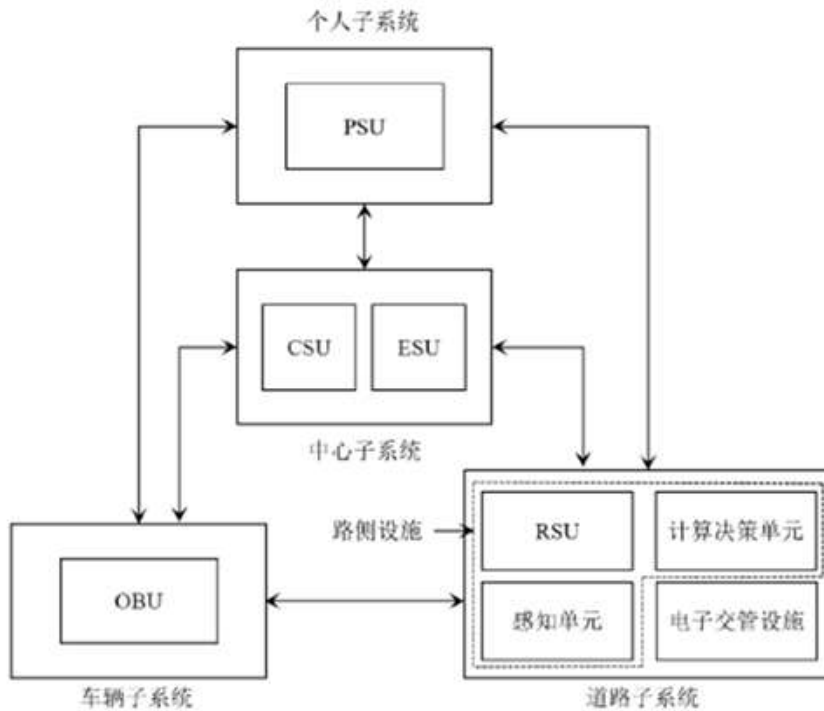 个人子系统
PSU
CSU
ESU
中心子系统
路侧设施
RSU
计算决策单元
OBU
感知单元
电子交管设施
车辆子系统
道路子系统